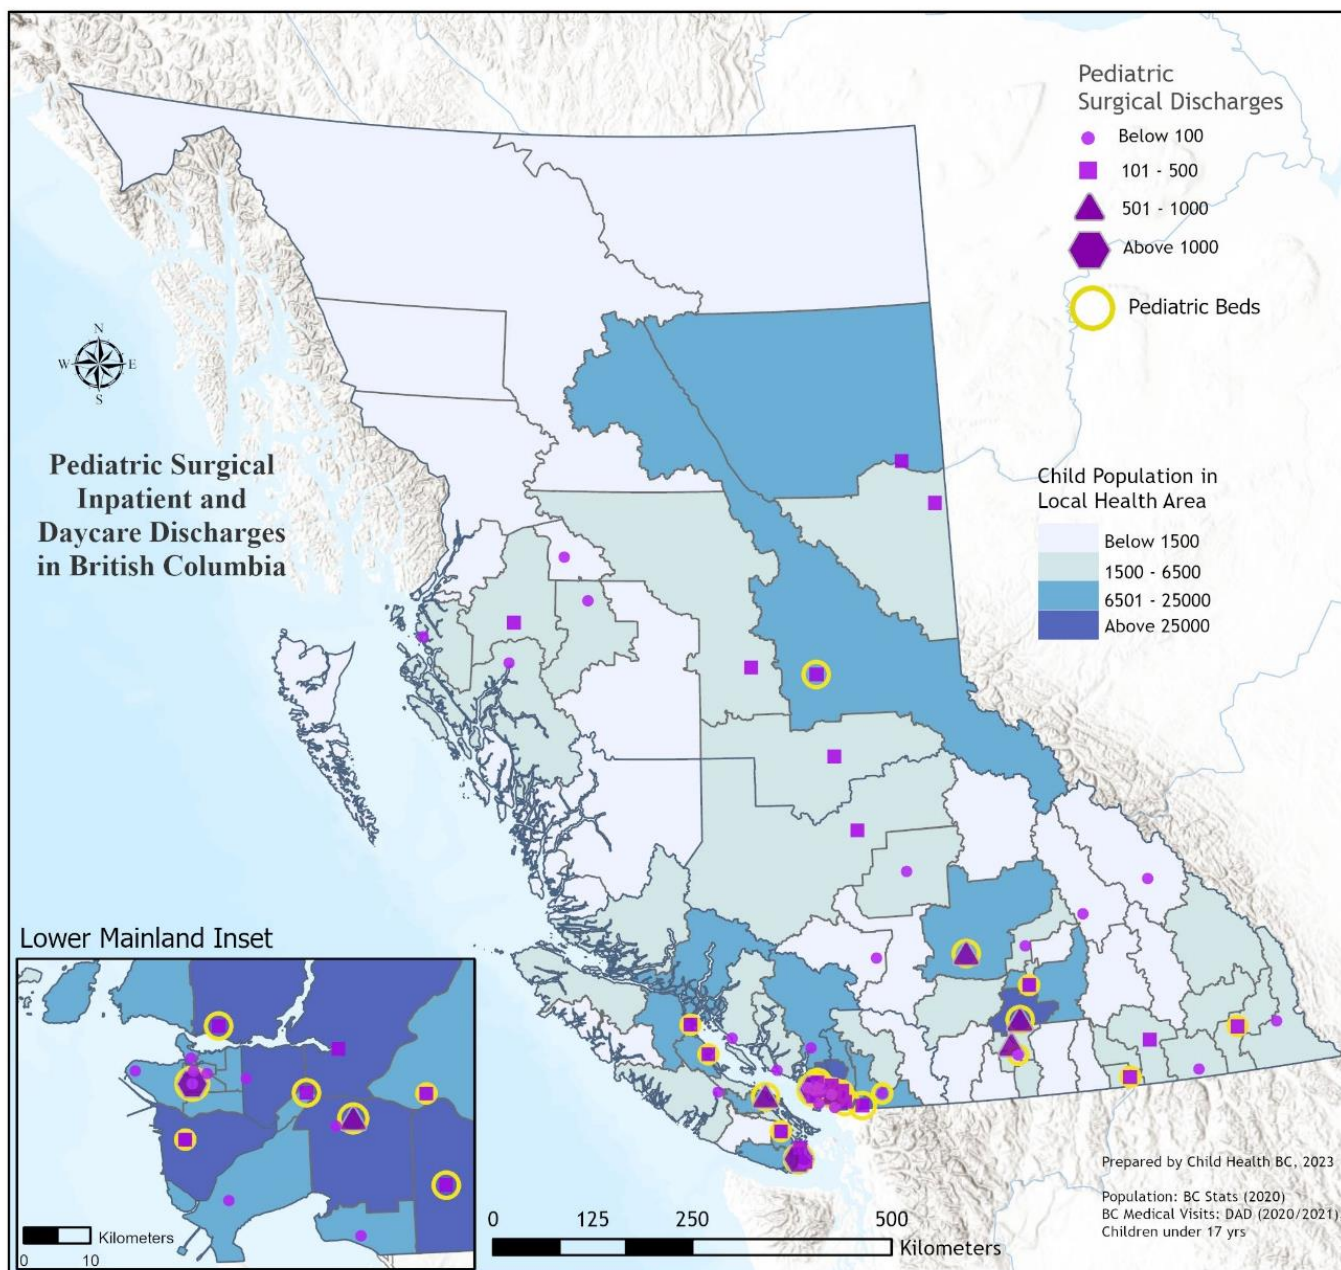 Pediatric
Surgical Discharges
Below 100
101 - 500
501 - 1000
Above 1000
Pediatric Beds
N
W E
S
Pediatric Surgical
Inpatient and
Daycare Discharges
in British Columbia
Child Population in
Local Health Area
Below 1500
1500 - 6500
6501 - 25000
Above 25000
Lower Mainland Inset
Kilometers
0 10
0 125 250 500
Kilometers
Prepared by Child Health BC, 2023
Population: BC Stats (2020)
BC Medical Visits: DAD (2020/2021)
Children under 17 yrs